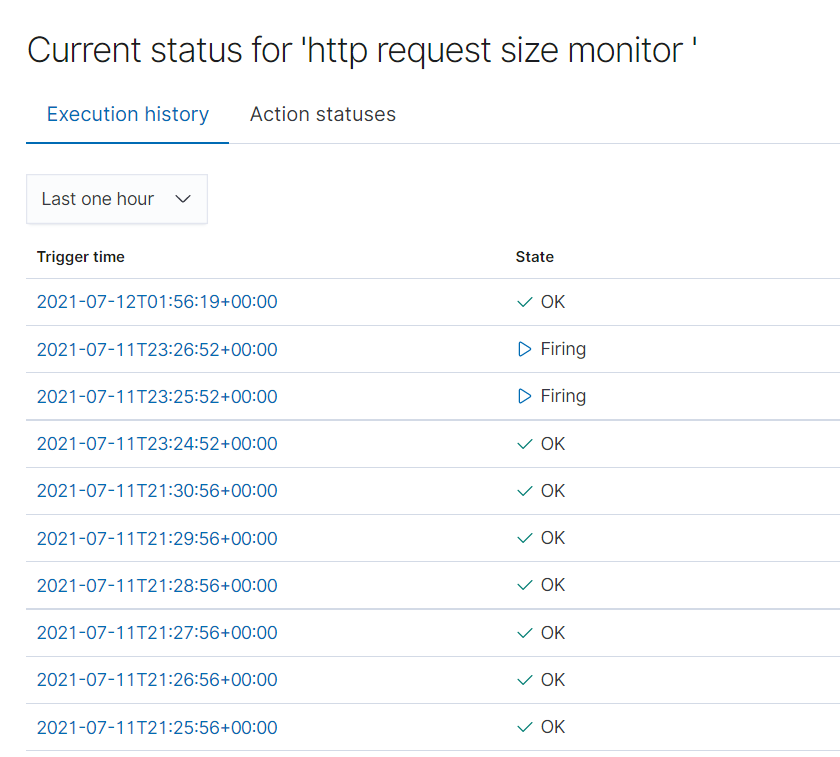 Current status for 'http request size monitor '
Execution history Action statuses
Last one hour
Trigger time State
2021-07-12T01:56:19+00:00 OK
2021-07-11T23:26:52+00:00 Firing
2021-07-11T23:25:52+00:00 Firing
2021-07-11T23:24:52+00:00 OK
2021-07-11T21:30:56+00:00 OK
2021-07-11T21:29:56+00:00 OK
2021-07-11T21:28:56+00:00 OK
2021-07-11T21:27:56+00:00 OK
2021-07-11T21:26:56+00:00 OK
2021-07-11T21:25:56+00:00 OK